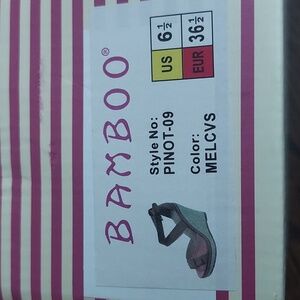 BAMBOO®
Style No:
PINOT-09
Color:
MELCVS
US 6½
EUR 36½